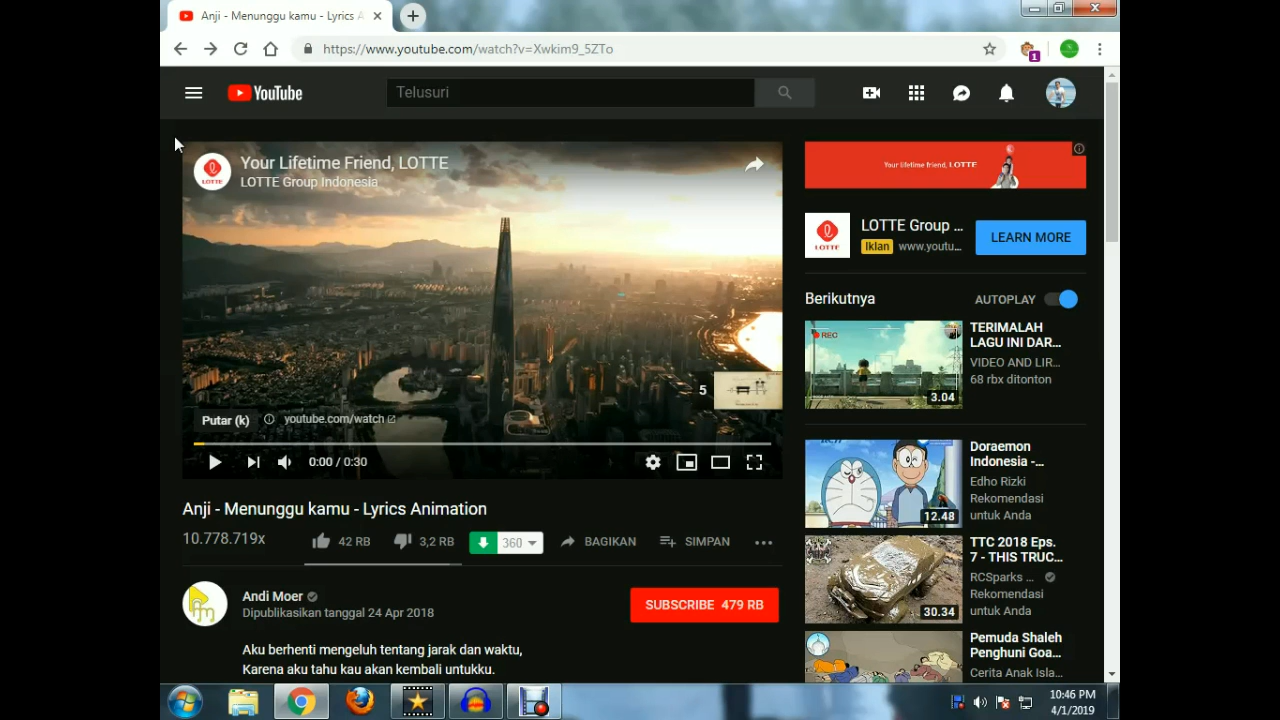 Anji - Menunggu kamu - Lyrics A
https://www.youtube.com/watch?v=Xwkim9_5ZTo
1
YouTube
Telusuri
LOTTE
Your Lifetime Friend, LOTTE
LOTTE Group Indonesia
5
Putar (k)
youtube.com/watch
0:00 / 0:30
Your lifetime friend, LOTTE
LOTTE
LOTTE Group ...
Iklan www.youtu...
LEARN MORE
Berikutnya
AUTOPLAY
REC
3.04
TERIMALAH
LAGU INI DAR...
VIDEO AND LIR...
68 rbx ditonton
12.48
Doraemon
Indonesia -...
Edho Rizki
Rekomendasi
untuk Anda
30.34
TTC 2018 Eps.
7 - THIS TRUC...
RCSparks ...
Rekomendasi
untuk Anda
Pemuda Shaleh
Penghuni Goa...
Cerita Anak Isla...
Anji - Menunggu kamu - Lyrics Animation
10.778.719x
42 RB
3,2 RB
360
BAGIKAN
SIMPAN
Andi Moer
Dipublikasikan tanggal 24 Apr 2018
SUBSCRIBE 479 RB
Aku berhenti mengeluh tentang jarak dan waktu,
Karena aku tahu kau akan kembali untukku.
10:46 PM
4/1/2019